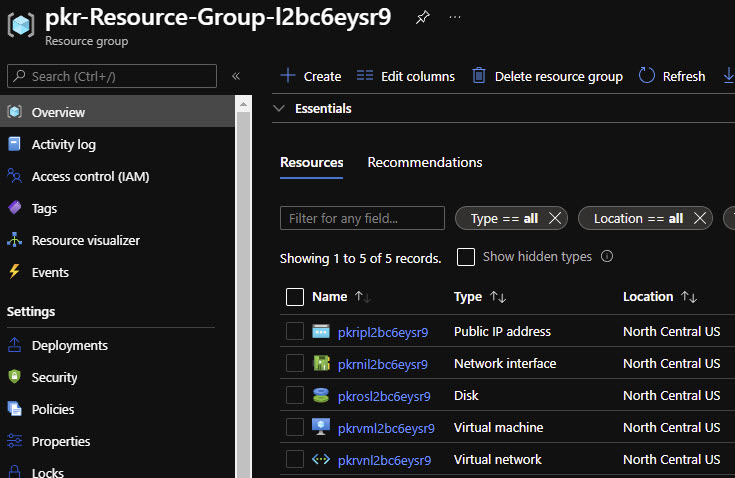 pkr-Resource-Group-l2bc6eysr9 ...
Resource group
Search (Ctrl+/) «
Create Edit columns Delete resource group Refresh
Essentials
Overview
Activity log
Access control (IAM)
Tags
Resource visualizer
Events
Settings
Deployments
Security
Policies
Properties
Locks
Resources Recommendations
Filter for any field... Type == all Location == all
Showing 1 to 5 of 5 records. Show hidden types
Name Type Location
pkripl2bc6eysr9 Public IP address North Central US
pkrnil2bc6eysr9 Network interface North Central US
pkrosl2bc6eysr9 Disk North Central US
pkrvml2bc6eysr9 Virtual machine North Central US
pkrvnl2bc6eysr9 Virtual network North Central US